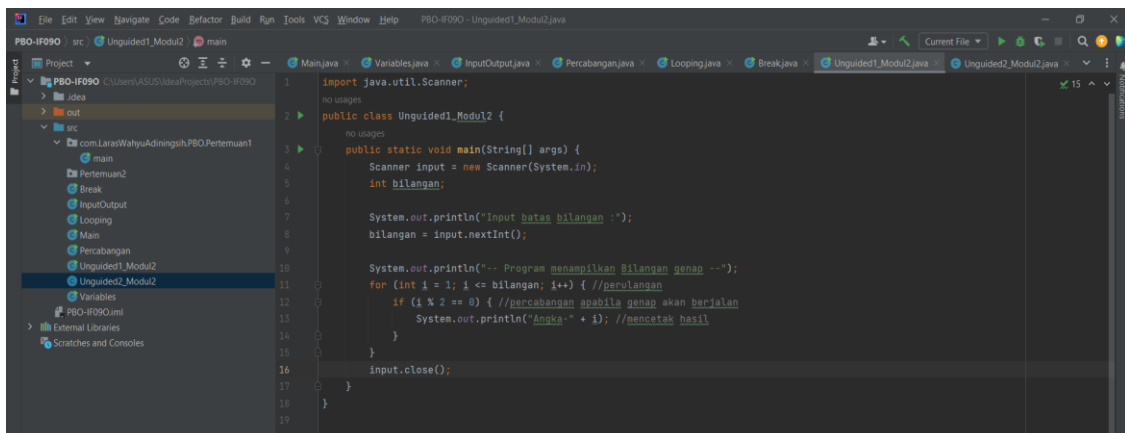 File Edit View Navigate Code Refactor Build Run Tools VCS Window Help PBO-IF09O - Unguided1_Modul2.java
PBO-IF09O src Unguided1_Modul2 main Current File
Project Main.java Variables.java InputOutput.java Percabangan.java Looping.java Break.java Unguided1_Modul2.java Unguided2_Modul2.java
Project
PBO-IF09O C:\Users\ASUS\IdeaProjects\PBO-IF09O
.idea
out
src
com.LarasWahyuAdiningsih.PBO.Pertemuan1
main
Pertemuan2
Break
InputOutput
Looping
Main
Percabangan
Unguided1_Modul2
Unguided2_Modul2
Variables
PBO-IF09O.iml
External Libraries
Scratches and Consoles
1 import java.util.Scanner;
no usages
2 public class Unguided1_Modul2 {
no usages
3 public static void main(String[] args) {
4 Scanner input = new Scanner(System.in);
5 int bilangan;
6
7 System.out.println("Input batas bilangan :");
8 bilangan = input.nextInt();
9
10 System.out.println("-- Program menampilkan Bilangan genap --");
11 for (int i = 1; i <= bilangan; i++) { //perulangan
12 if (i % 2 == 0) { //percabangan apabila genap akan berjalan
13 System.out.println("Angka-" + i); //mencetak hasil
14 }
15 }
16 input.close();
17 }
18 }
19
15
Notifications